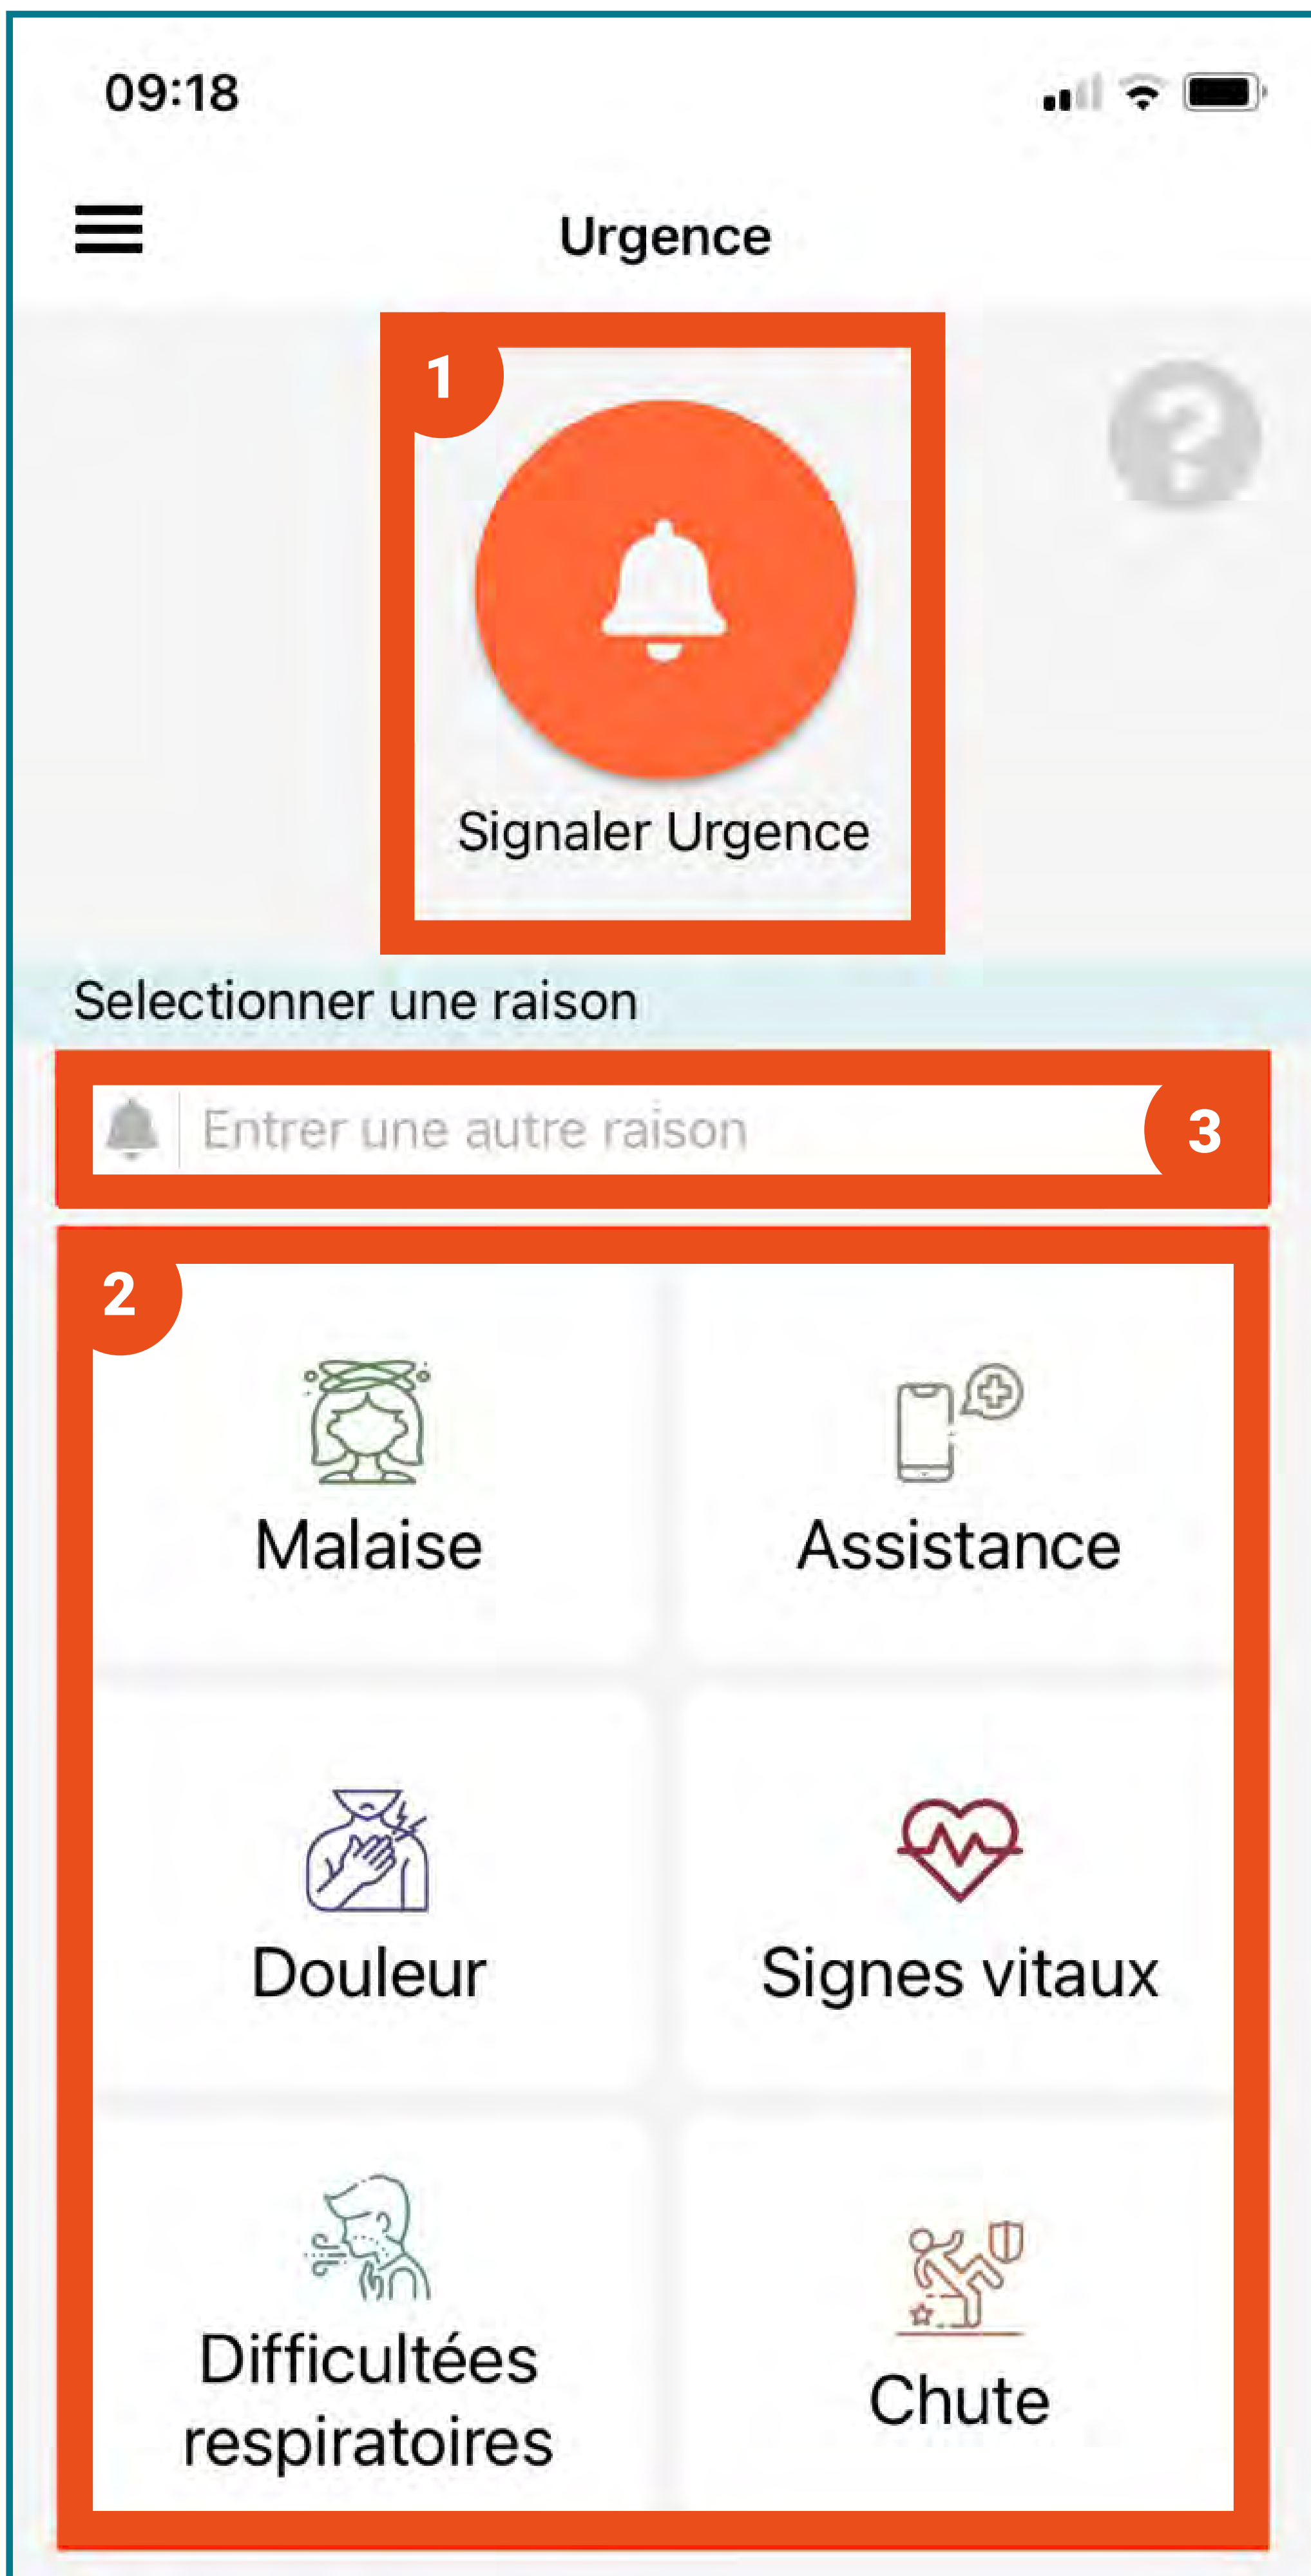 09:18
Urgence
1
?
Signaler Urgence
Selectionner une raison
Entrer une autre raison
3
2
Malaise
Assistance
Douleur
Signes vitaux
Difficultées
respiratoires
Chute